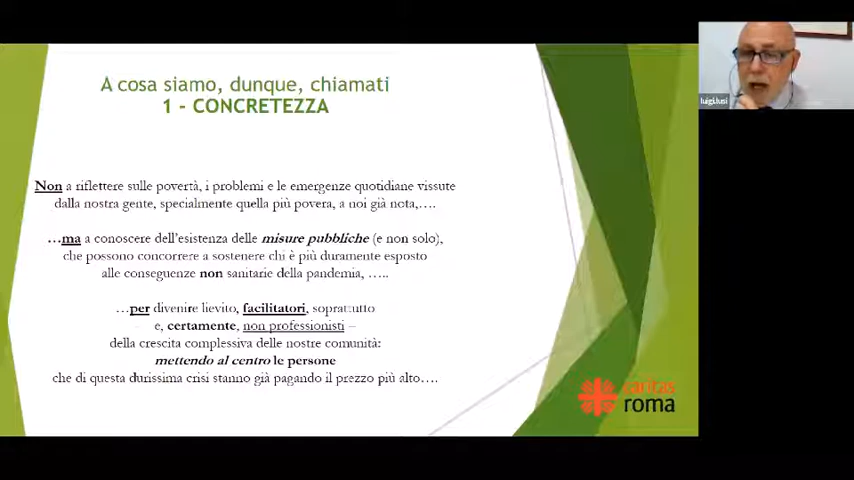 A cosa siamo, dunque, chiamati
1 - CONCRETEZZA
Non a riflettere sulle povertà, i problemi e le emergenze quotidiane vissute
dalla nostra gente, specialmente quella più povera, a noi già nota,….
…ma a conoscere dell'esistenza delle misure pubbliche (e non solo),
che possono concorrere a sostenere chi è più duramente esposto
alle conseguenze non sanitarie della pandemia, …..
…per divenire lievito, facilitatori, soprattutto
– e, certamente, non professionisti –
della crescita complessiva delle nostre comunità:
mettendo al centro le persone
che di questa durissima crisi stanno già pagando il prezzo più alto….
caritas
roma
luigi.lusi